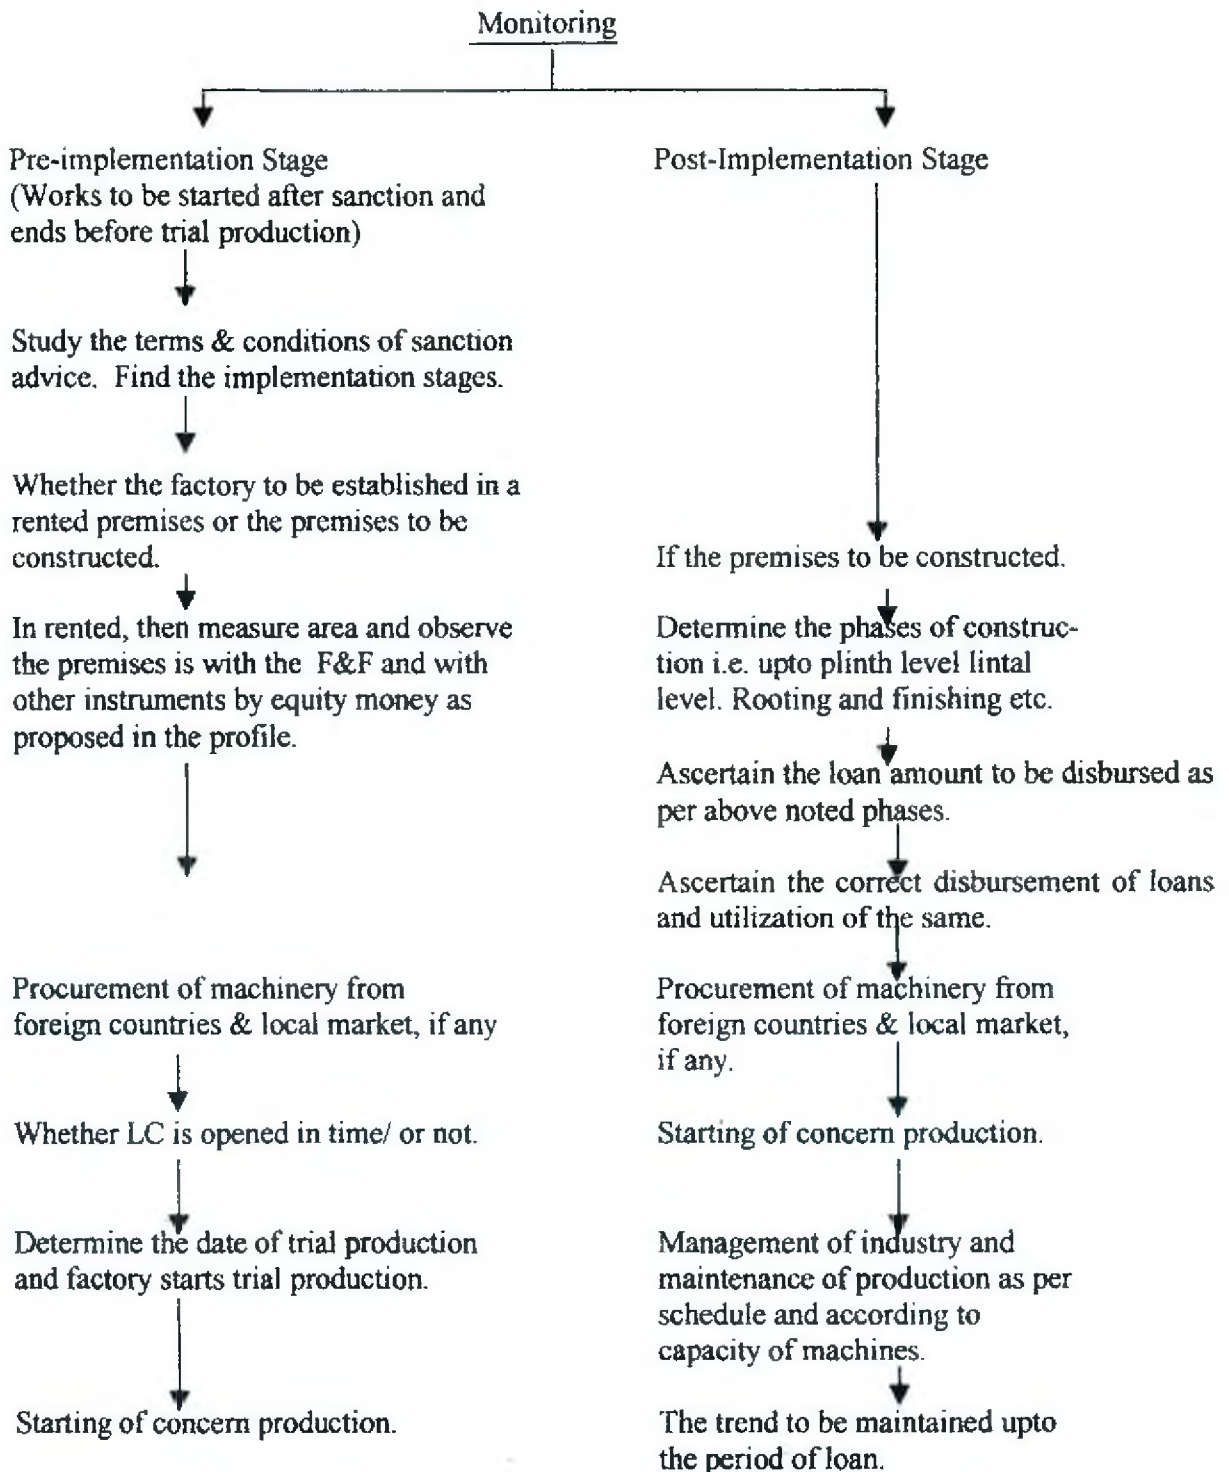 Monitoring
Pre-implementation Stage
(Works to be started after sanction and
ends before trial production)
Study the terms & conditions of sanction
advice. Find the implementation stages.
Whether the factory to be established in a
rented premises or the premises to be
constructed.
In rented, then measure area and observe
the premises is with the F&F and with
other instruments by equity money as
proposed in the profile.
Procurement of machinery from
foreign countries & local market, if any
Whether LC is opened in time/ or not.
Determine the date of trial production
and factory starts trial production.
Starting of concern production.
Post-Implementation Stage
If the premises to be constructed.
Determine the phases of construc-
tion i.e. upto plinth level lintal
level. Rooting and finishing etc.
Ascertain the loan amount to be disbursed as
per above noted phases.
Ascertain the correct disbursement of loans
and utilization of the same.
Procurement of machinery from
foreign countries & local market,
if any.
Starting of concern production.
Management of industry and
maintenance of production as per
schedule and according to
capacity of machines.
The trend to be maintained upto
the period of loan.